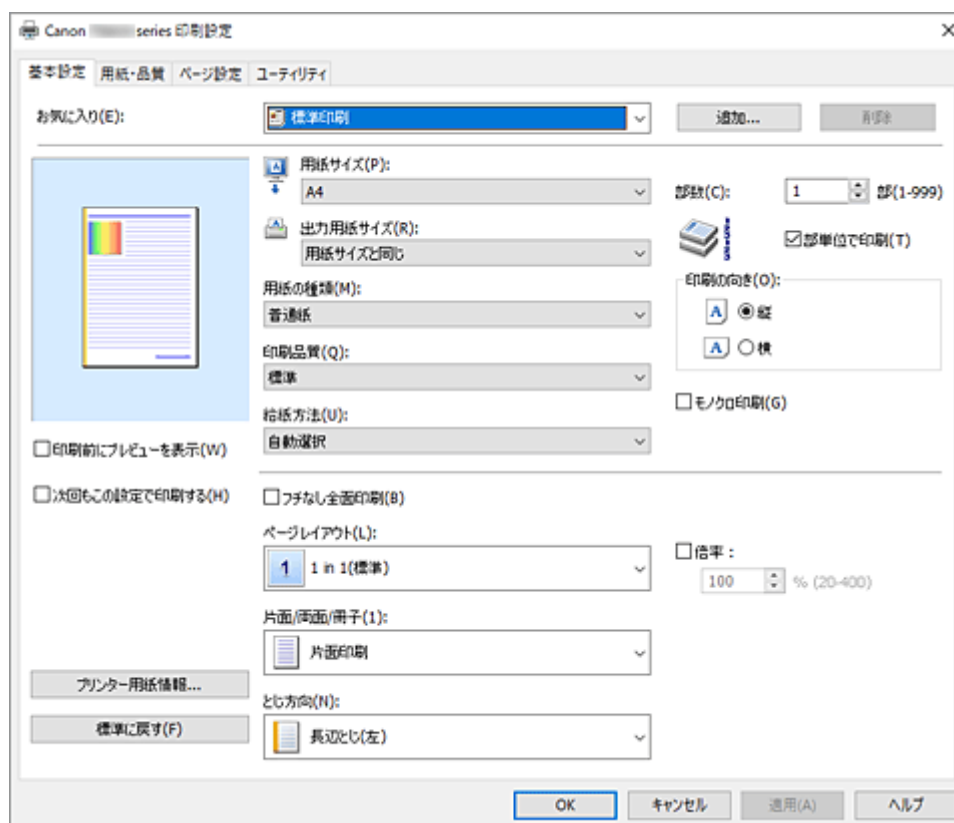 Canon series 印刷設定
基本設定 用紙・品質 ページ設定 ユーティリティ
お気に入り(E): 標準印刷 追加... 削除
用紙サイズ(P):
A4
部数(C): 1 部(1-999)
出力用紙サイズ(R):
用紙サイズと同じ
部単位で印刷(T)
用紙の種類(M):
普通紙
印刷の向き(O):
A 縦
A 横
印刷品質(Q):
標準
モノクロ印刷(G)
給紙方法(U):
自動選択
印刷前にプレビューを表示(W)
次回もこの設定で印刷する(H)
フチなし全面印刷(B)
ページレイアウト(L):
1 1 in 1(標準)
倍率:
100 % (20-400)
片面/両面/冊子(1):
片面印刷
プリンター用紙情報...
とじ方向(N):
標準に戻す(F)
長辺とじ(左)
OK キャンセル 適用(A) ヘルプ